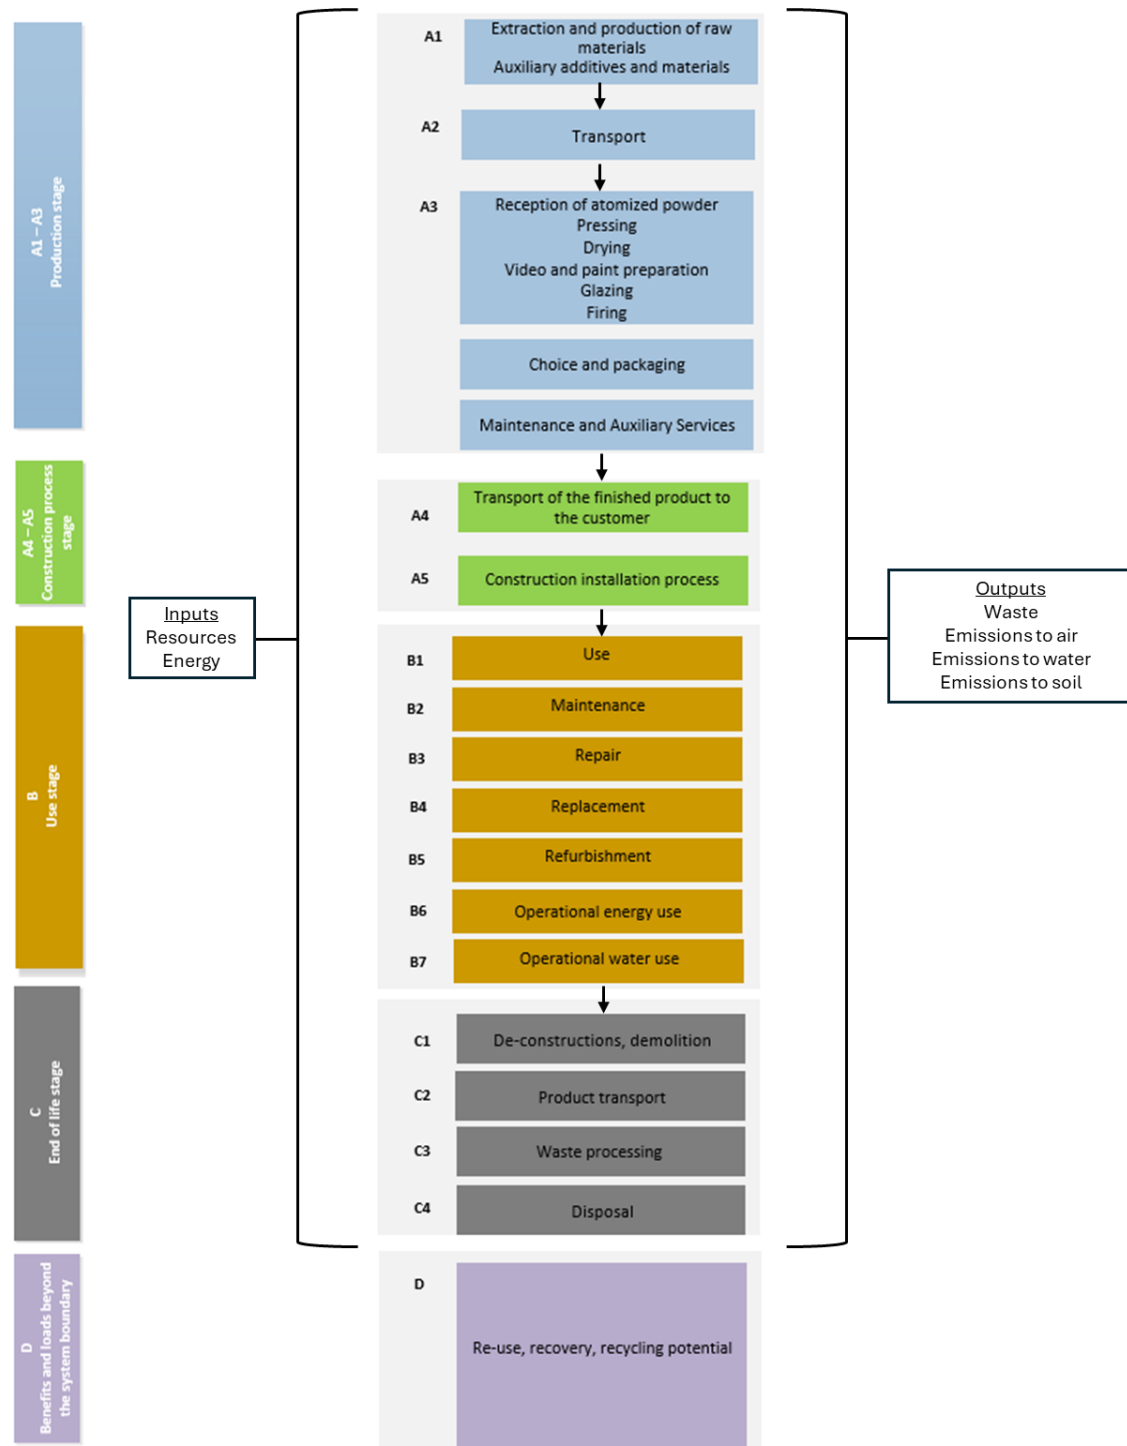 A1 – A3
Production stage
A1
Extraction and production of raw
materials
Auxiliary additives and materials
A2
Transport
A3
Reception of atomized powder
Pressing
Drying
Video and paint preparation
Glazing
Firing
Choice and packaging
Maintenance and Auxiliary Services
A4 – A5
Construction process
stage
A4
Transport of the finished product to
the customer
A5
Construction installation process
Inputs
Resources
Energy
Outputs
Waste
Emissions to air
Emissions to water
Emissions to soil
B
Use stage
B1
Use
B2
Maintenance
B3
Repair
B4
Replacement
B5
Refurbishment
B6
Operational energy use
B7
Operational water use
C
End of life stage
C1
De-constructions, demolition
C2
Product transport
C3
Waste processing
C4
Disposal
D
Benefits and loads beyond
the system boundary
D
Re-use, recovery, recycling potential